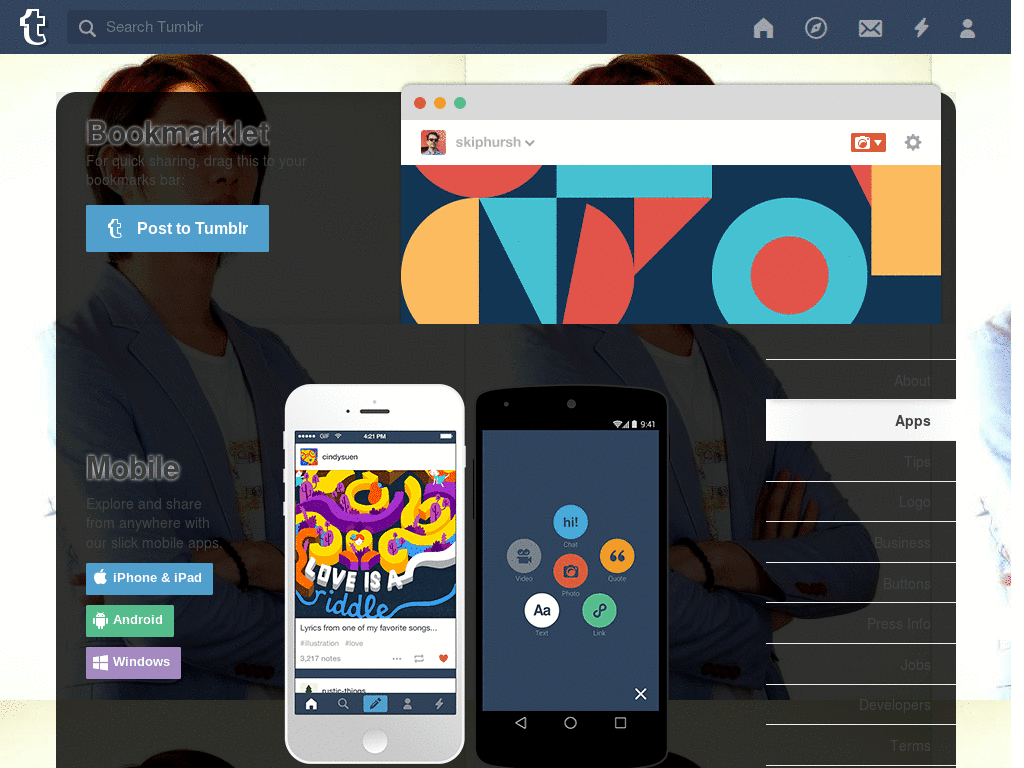 Search Tumblr
Bookmarklet
For quick sharing, drag this to your
bookmarks bar:
Post to Tumblr
skiphursh
About
Apps
Tips
Logo
Business
Buttons
Press Info
Jobs
Developers
Terms
Mobile
Explore and share
from anywhere with
our slick mobile apps.
iPhone & iPad
Android
Windows
GIF
4:21 PM
cindysuen
LOVE IS A
riddle
Lyrics from one of my favorite songs...
#illustration #love
3,217 notes
rustic-things
9:41
hi!
Chat
Video
Quote
Photo
Aa
Text
Link